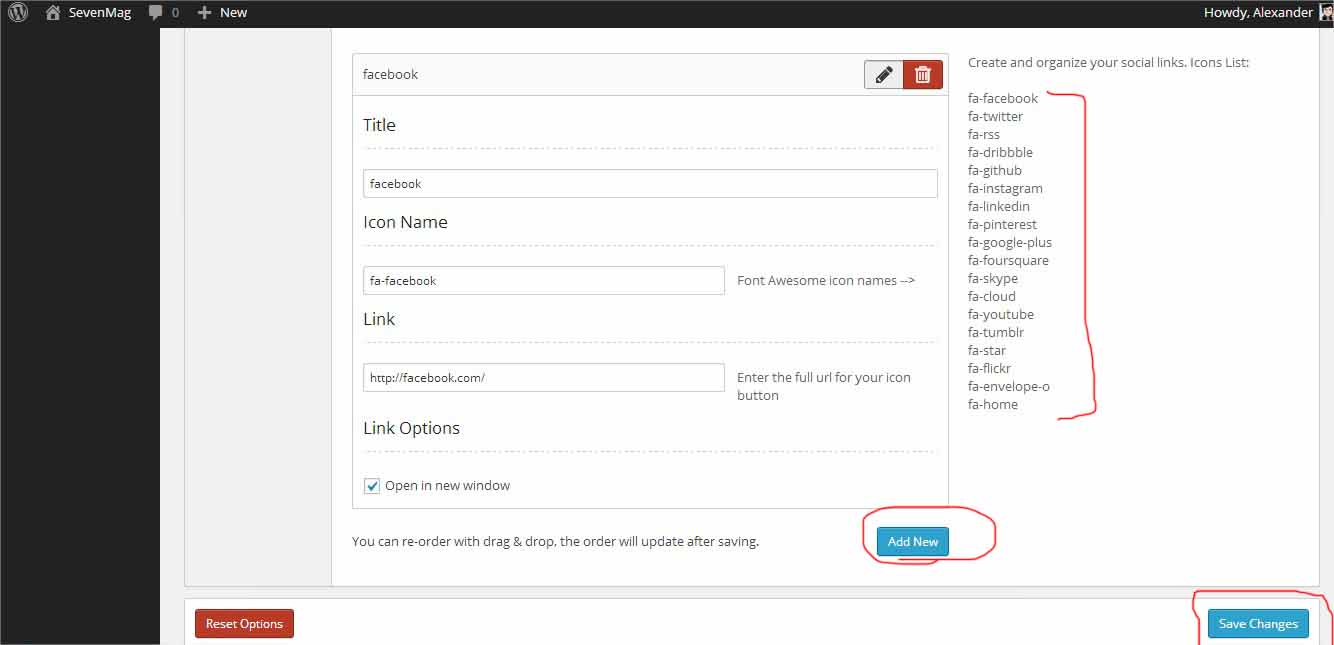 SevenMag 0 New Howdy, Alexander
facebook
Title
facebook
Icon Name
fa-facebook Font Awesome icon names -->
Link
http://facebook.com/ Enter the full url for your icon
button
Link Options
Open in new window
You can re-order with drag & drop, the order will update after saving. Add New
Create and organize your social links. Icons List:
fa-facebook
fa-twitter
fa-rss
fa-dribbble
fa-github
fa-instagram
fa-linkedin
fa-pinterest
fa-google-plus
fa-foursquare
fa-skype
fa-cloud
fa-youtube
fa-tumblr
fa-star
fa-flickr
fa-envelope-o
fa-home
Reset Options Save Changes